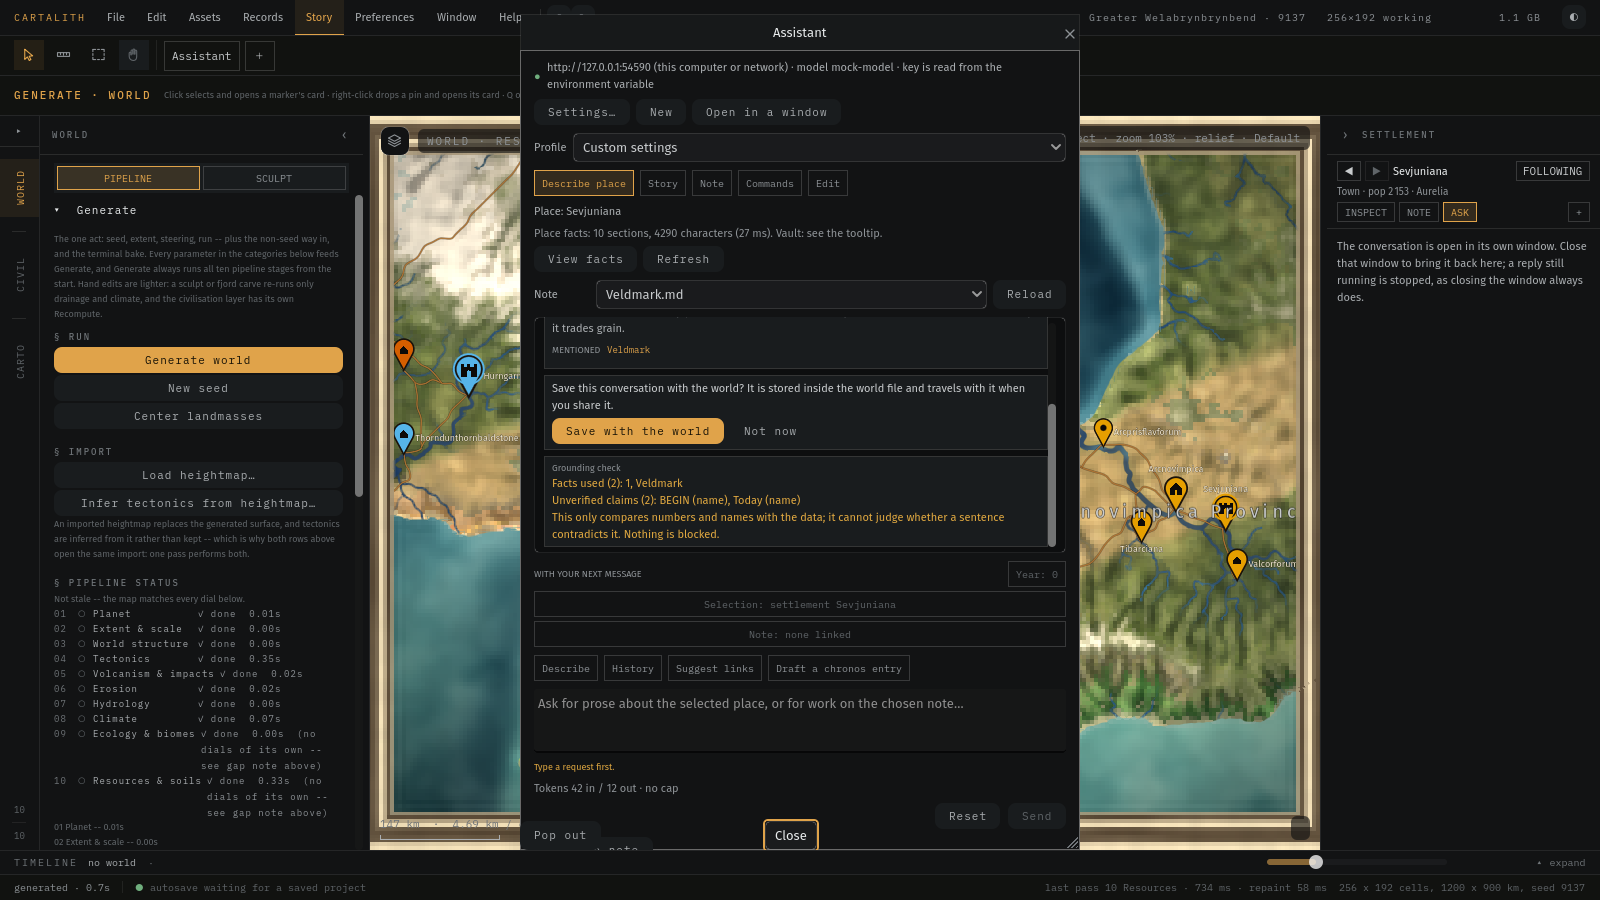 CARTALITH File Edit Assets Records Story Preferences Window Help
Greater Welabrynbrynbend · 9137 256×192 working 1.1 GB
Assistant +
GENERATE · WORLD Click selects and opens a marker's card · right-click drops a pin and opens its card ·
WORLD
CIVIL
CARTO
10
10
WORLD
PIPELINE SCULPT
Generate
The one act: seed, extent, steering, run -- plus the non-seed way in,
and the terminal bake. Every parameter in the categories below feeds
Generate, and Generate always runs all ten pipeline stages from the
start. Hand edits are lighter: a sculpt or fjord carve re-runs only
drainage and climate, and the civilisation layer has its own
Recompute.
§ RUN
Generate world
New seed
Center landmasses
§ IMPORT
Load heightmap…
Infer tectonics from heightmap…
An imported heightmap replaces the generated surface, and tectonics
are inferred from it rather than kept -- which is why both rows above
open the same import: one pass performs both.
§ PIPELINE STATUS
Not stale -- the map matches every dial below.
01 ○ Planet √ done 0.01s
02 ○ Extent & scale √ done 0.00s
03 ○ World structure √ done 0.00s
04 ○ Tectonics √ done 0.35s
05 ○ Volcanism & impacts √ done 0.02s
06 ○ Erosion √ done 0.02s
07 ○ Hydrology √ done 0.00s
08 ○ Climate √ done 0.07s
09 ○ Ecology & biomes √ done 0.00s (no
dials of its own --
see gap note above)
10 ○ Resources & soils √ done 0.33s (no
dials of its own --
see gap note above)
01 Planet -- 0.01s
02 Extent & scale -- 0.00s
WORLD · RES
· zoom 103% · relief · Default
Thorndunthornbaldstone
Tibarciana
Valcorforum
Assistant
http://127.0.0.1:54590 (this computer or network) · model mock-model · key is read from the
environment variable
Settings… New Open in a window
Profile Custom settings
Describe place Story Note Commands Edit
Place: Sevjuniana
Place facts: 10 sections, 4290 characters (27 ms). Vault: see the tooltip.
View facts Refresh
Note Veldmark.md Reload
it trades grain.
MENTIONED Veldmark
Save this conversation with the world? It is stored inside the world file and travels with it when
you share it.
Save with the world Not now
Grounding check
Facts used (2): 1, Veldmark
Unverified claims (2): BEGIN (name), Today (name)
This only compares numbers and names with the data; it cannot judge whether a sentence
contradicts it. Nothing is blocked.
WITH YOUR NEXT MESSAGE Year: 0
Selection: settlement Sevjuniana
Note: none linked
Describe History Suggest links Draft a chronos entry
Ask for prose about the selected place, or for work on the chosen note…
Type a request first.
Tokens 42 in / 12 out · no cap
Reset Send
Pop out Close
SETTLEMENT
Sevjuniana FOLLOWING
Town · pop 2153 · Aurelia
INSPECT NOTE ASK +
The conversation is open in its own window. Close
that window to bring it back here; a reply still
running is stopped, as closing the window always
does.
TIMELINE no world · expand
generated · 0.7s autosave waiting for a saved project
last pass 10 Resources · 734 ms · repaint 58 ms 256 x 192 cells, 1200 x 900 km, seed 9137